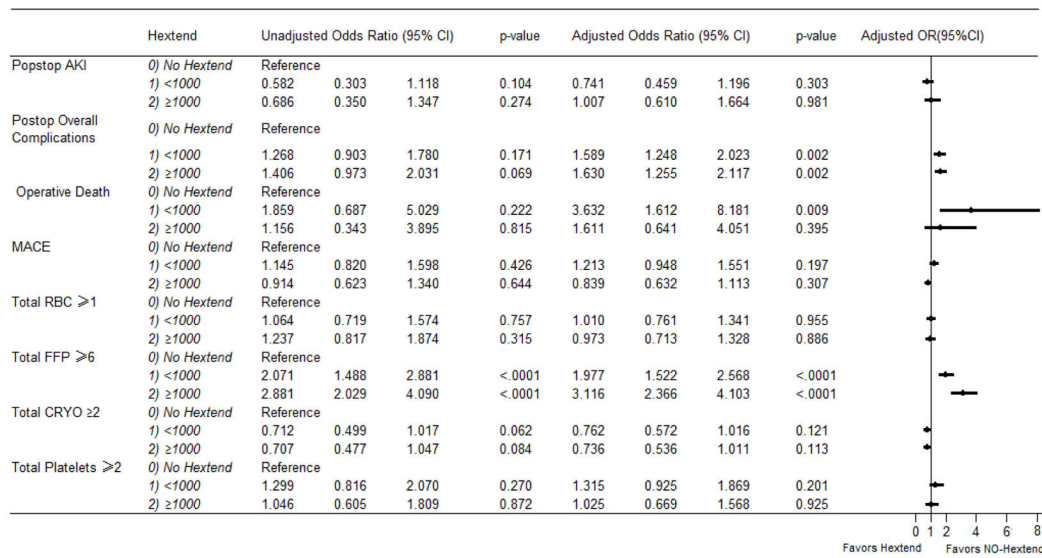 Hextend Unadjusted Odds Ratio (95% CI) p-value Adjusted Odds Ratio (95% CI) p-value Adjusted OR(95%CI)
Popstop AKI 0) No Hextend Reference
1) <1000 0.582 0.303 1.118 0.104 0.741 0.459 1.196 0.303
2) ≥1000 0.686 0.350 1.347 0.274 1.007 0.610 1.664 0.981
Postop Overall
Complications 0) No Hextend Reference
1) <1000 1.268 0.903 1.780 0.171 1.589 1.248 2.023 0.002
2) ≥1000 1.406 0.973 2.031 0.069 1.630 1.255 2.117 0.002
Operative Death 0) No Hextend Reference
1) <1000 1.859 0.687 5.029 0.222 3.632 1.612 8.181 0.009
2) ≥1000 1.156 0.343 3.895 0.815 1.611 0.641 4.051 0.395
MACE 0) No Hextend Reference
1) <1000 1.145 0.820 1.598 0.426 1.213 0.948 1.551 0.197
2) ≥1000 0.914 0.623 1.340 0.644 0.839 0.632 1.113 0.307
Total RBC ⩾1 0) No Hextend Reference
1) <1000 1.064 0.719 1.574 0.757 1.010 0.761 1.341 0.955
2) ≥1000 1.237 0.817 1.874 0.315 0.973 0.713 1.328 0.886
Total FFP ⩾6 0) No Hextend Reference
1) <1000 2.071 1.488 2.881 <.0001 1.977 1.522 2.568 <.0001
2) ≥1000 2.881 2.029 4.090 <.0001 3.116 2.366 4.103 <.0001
Total CRYO ≥2 0) No Hextend Reference
1) <1000 0.712 0.499 1.017 0.062 0.762 0.572 1.016 0.121
2) ≥1000 0.707 0.477 1.047 0.084 0.736 0.536 1.011 0.113
Total Platelets ⩾2 0) No Hextend Reference
1) <1000 1.299 0.816 2.070 0.270 1.315 0.925 1.869 0.201
2) ≥1000 1.046 0.605 1.809 0.872 1.025 0.669 1.568 0.925
0 1 2 4 6 8
Favors Hextend Favors NO-Hextend